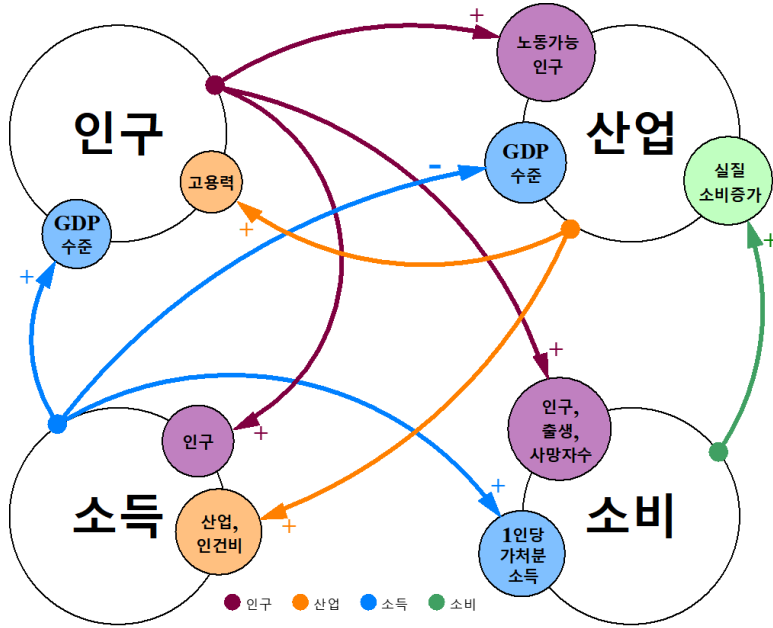 인구
고용력
GDP
수준
+
산업
노동가능
인구
+
GDP
수준
-
실질
소비증가
+
+
+
소득
인구
+
산업,
인건비
+
소비
인구,
출생,
사망자수
+
1인당
가처분
소득
+
인구
산업
소득
소비